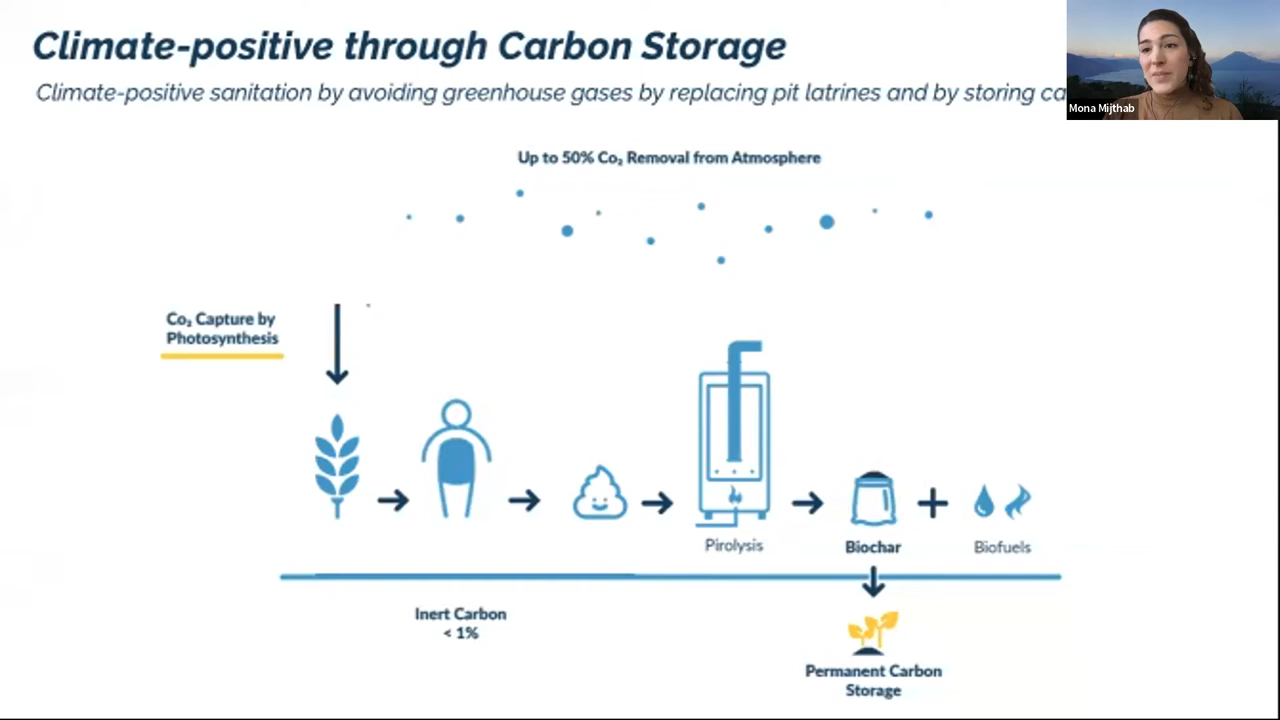 Climate-positive through Carbon Storage
Climate-positive sanitation by avoiding greenhouse gases by replacing pit latrines and by storing ca
Mona Mijthab
Up to 50% Co₂ Removal from Atmosphere
Co₂ Capture by
Photosynthesis
Pirolysis
Biochar
Biofuels
Inert Carbon
< 1%
Permanent Carbon
Storage